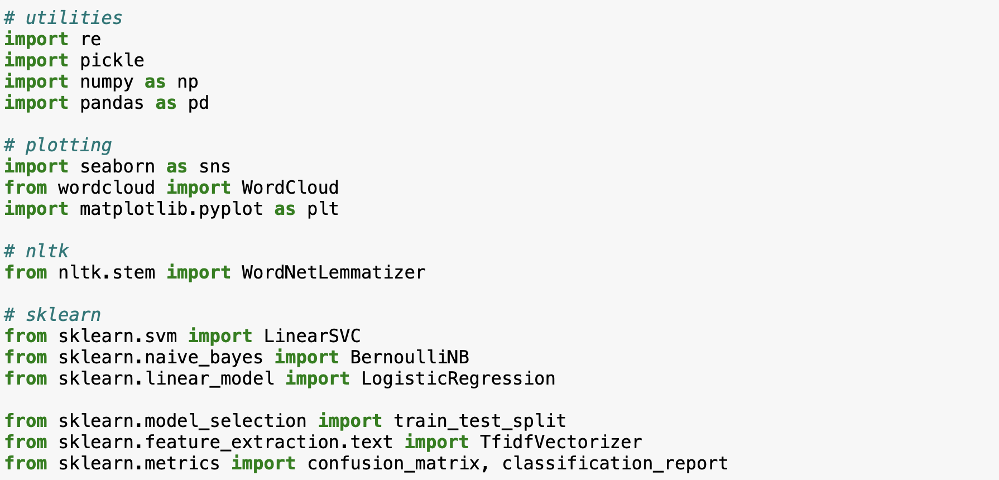 # utilities
import re
import pickle
import numpy as np
import pandas as pd
# plotting
import seaborn as sns
from wordcloud import WordCloud
import matplotlib.pyplot as plt
# nltk
from nltk.stem import WordNetLemmatizer
# sklearn
from sklearn.svm import LinearSVC
from sklearn.naive_bayes import BernoulliNB
from sklearn.linear_model import LogisticRegression
from sklearn.model_selection import train_test_split
from sklearn.feature_extraction.text import TfidfVectorizer
from sklearn.metrics import confusion_matrix, classification_report